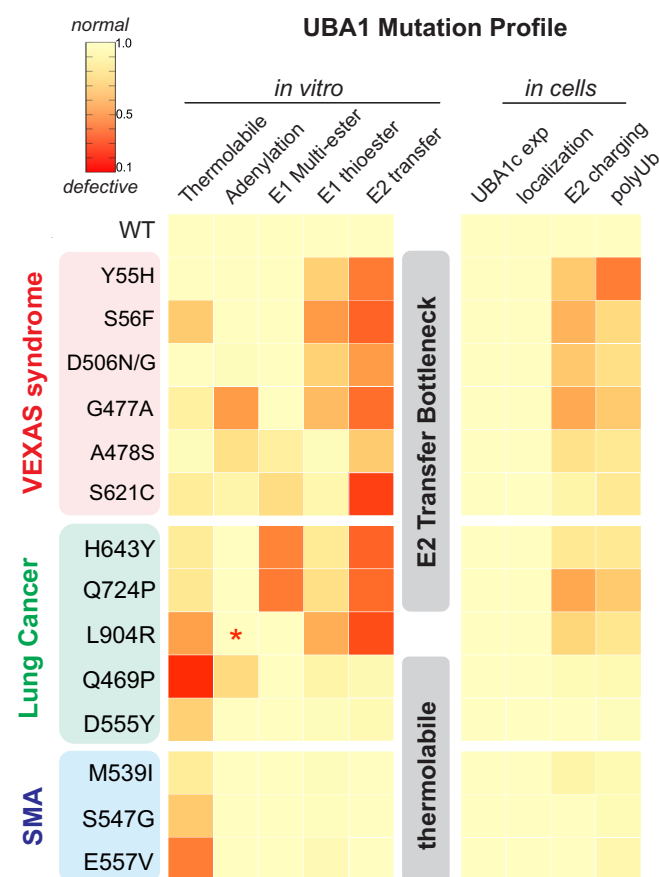 normal
UBA1 Mutation Profile
1.0
0.5
0.1
defective
in vitro
in cells
Thermolabile
Adenylation
E1 Multi-ester
E1 thioester
E2 transfer
UBA1c exp
localization
E2 charging
polyUb
WT
VEXAS syndrome
Y55H
S56F
D506N/G
G477A
A478S
S621C
E2 Transfer Bottleneck
Lung Cancer
H643Y
Q724P
L904R
*
Q469P
D555Y
thermolabile
SMA
M539I
S547G
E557V